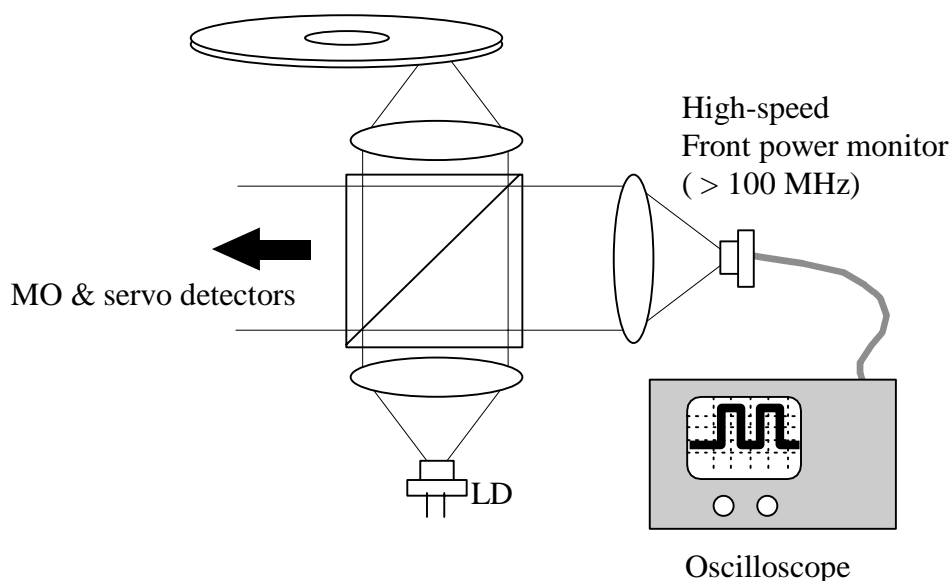 High-speed
Front power monitor
( > 100 MHz)
MO & servo detectors
LD
Oscilloscope